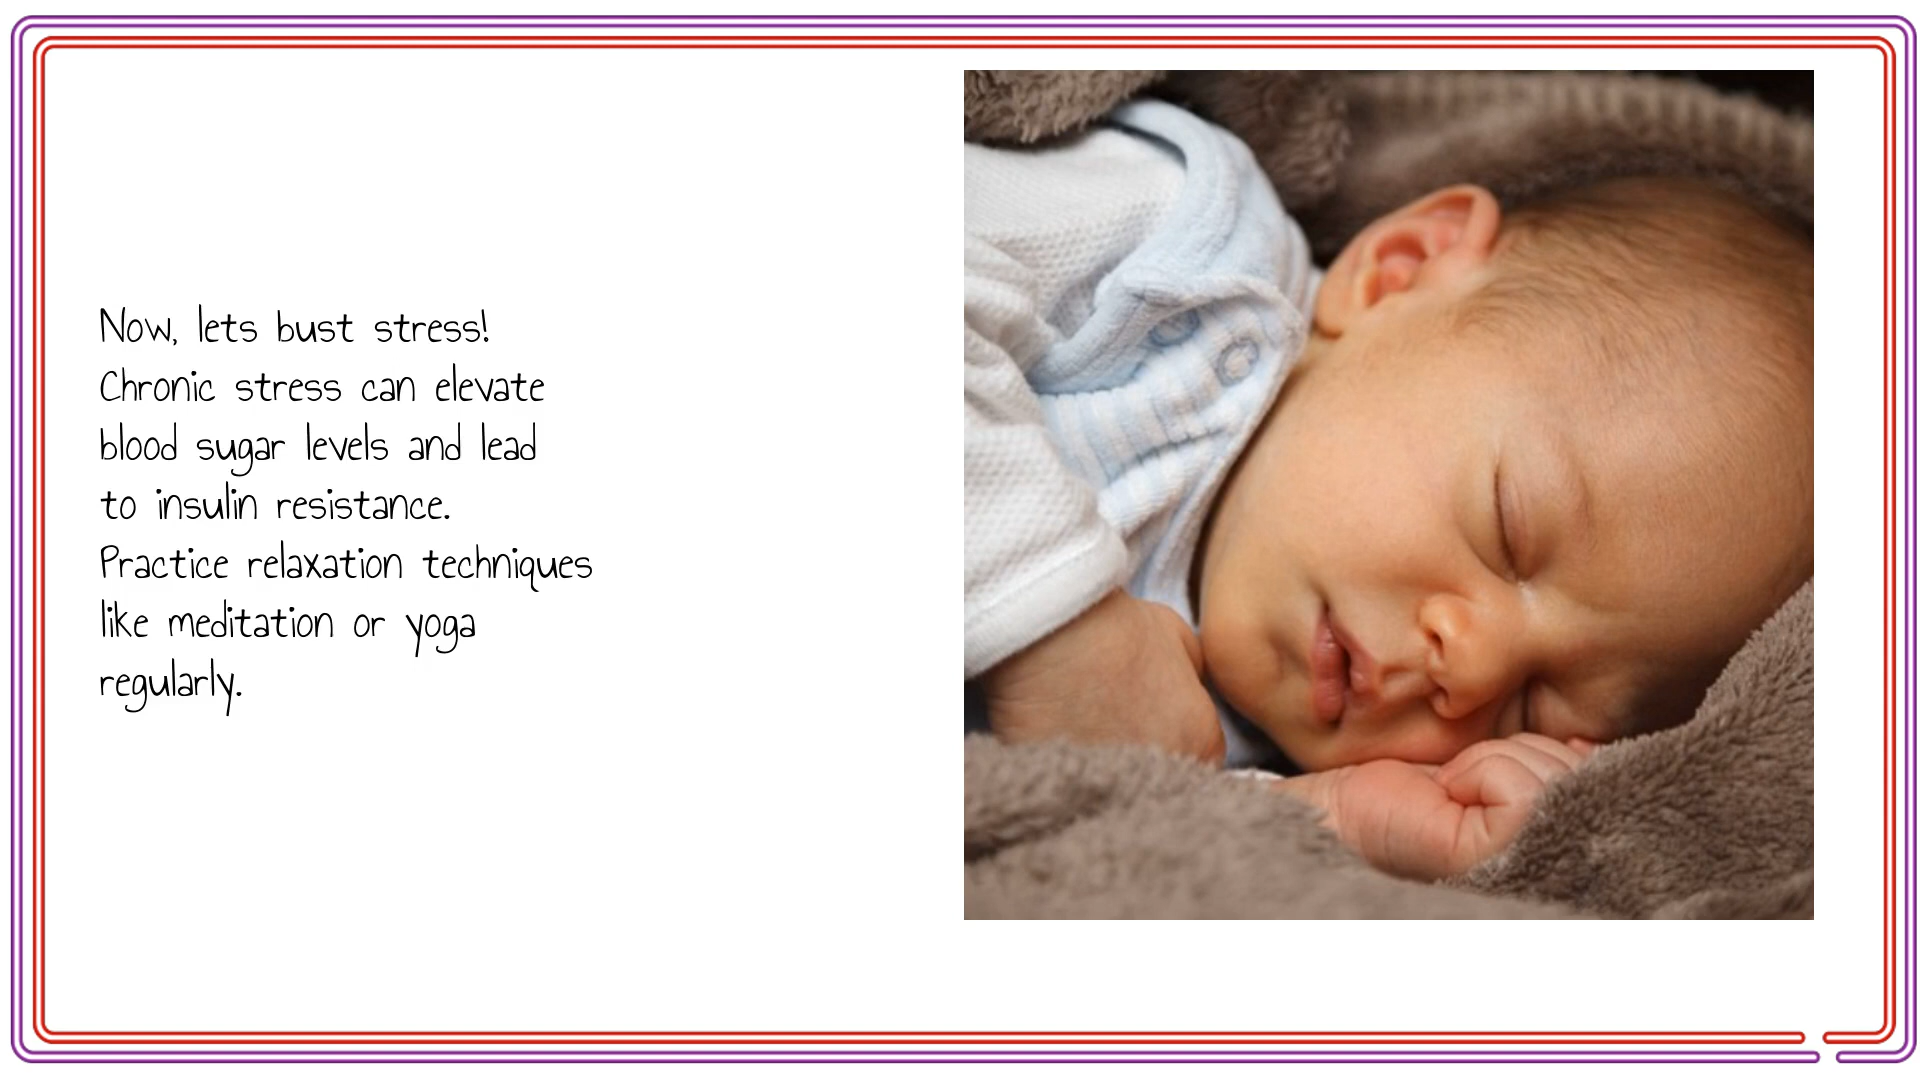 Now, lets bust stress!
Chronic stress can elevate
blood sugar levels and lead
to insulin resistance.
Practice relaxation techniques
like meditation or yoga
regularly.